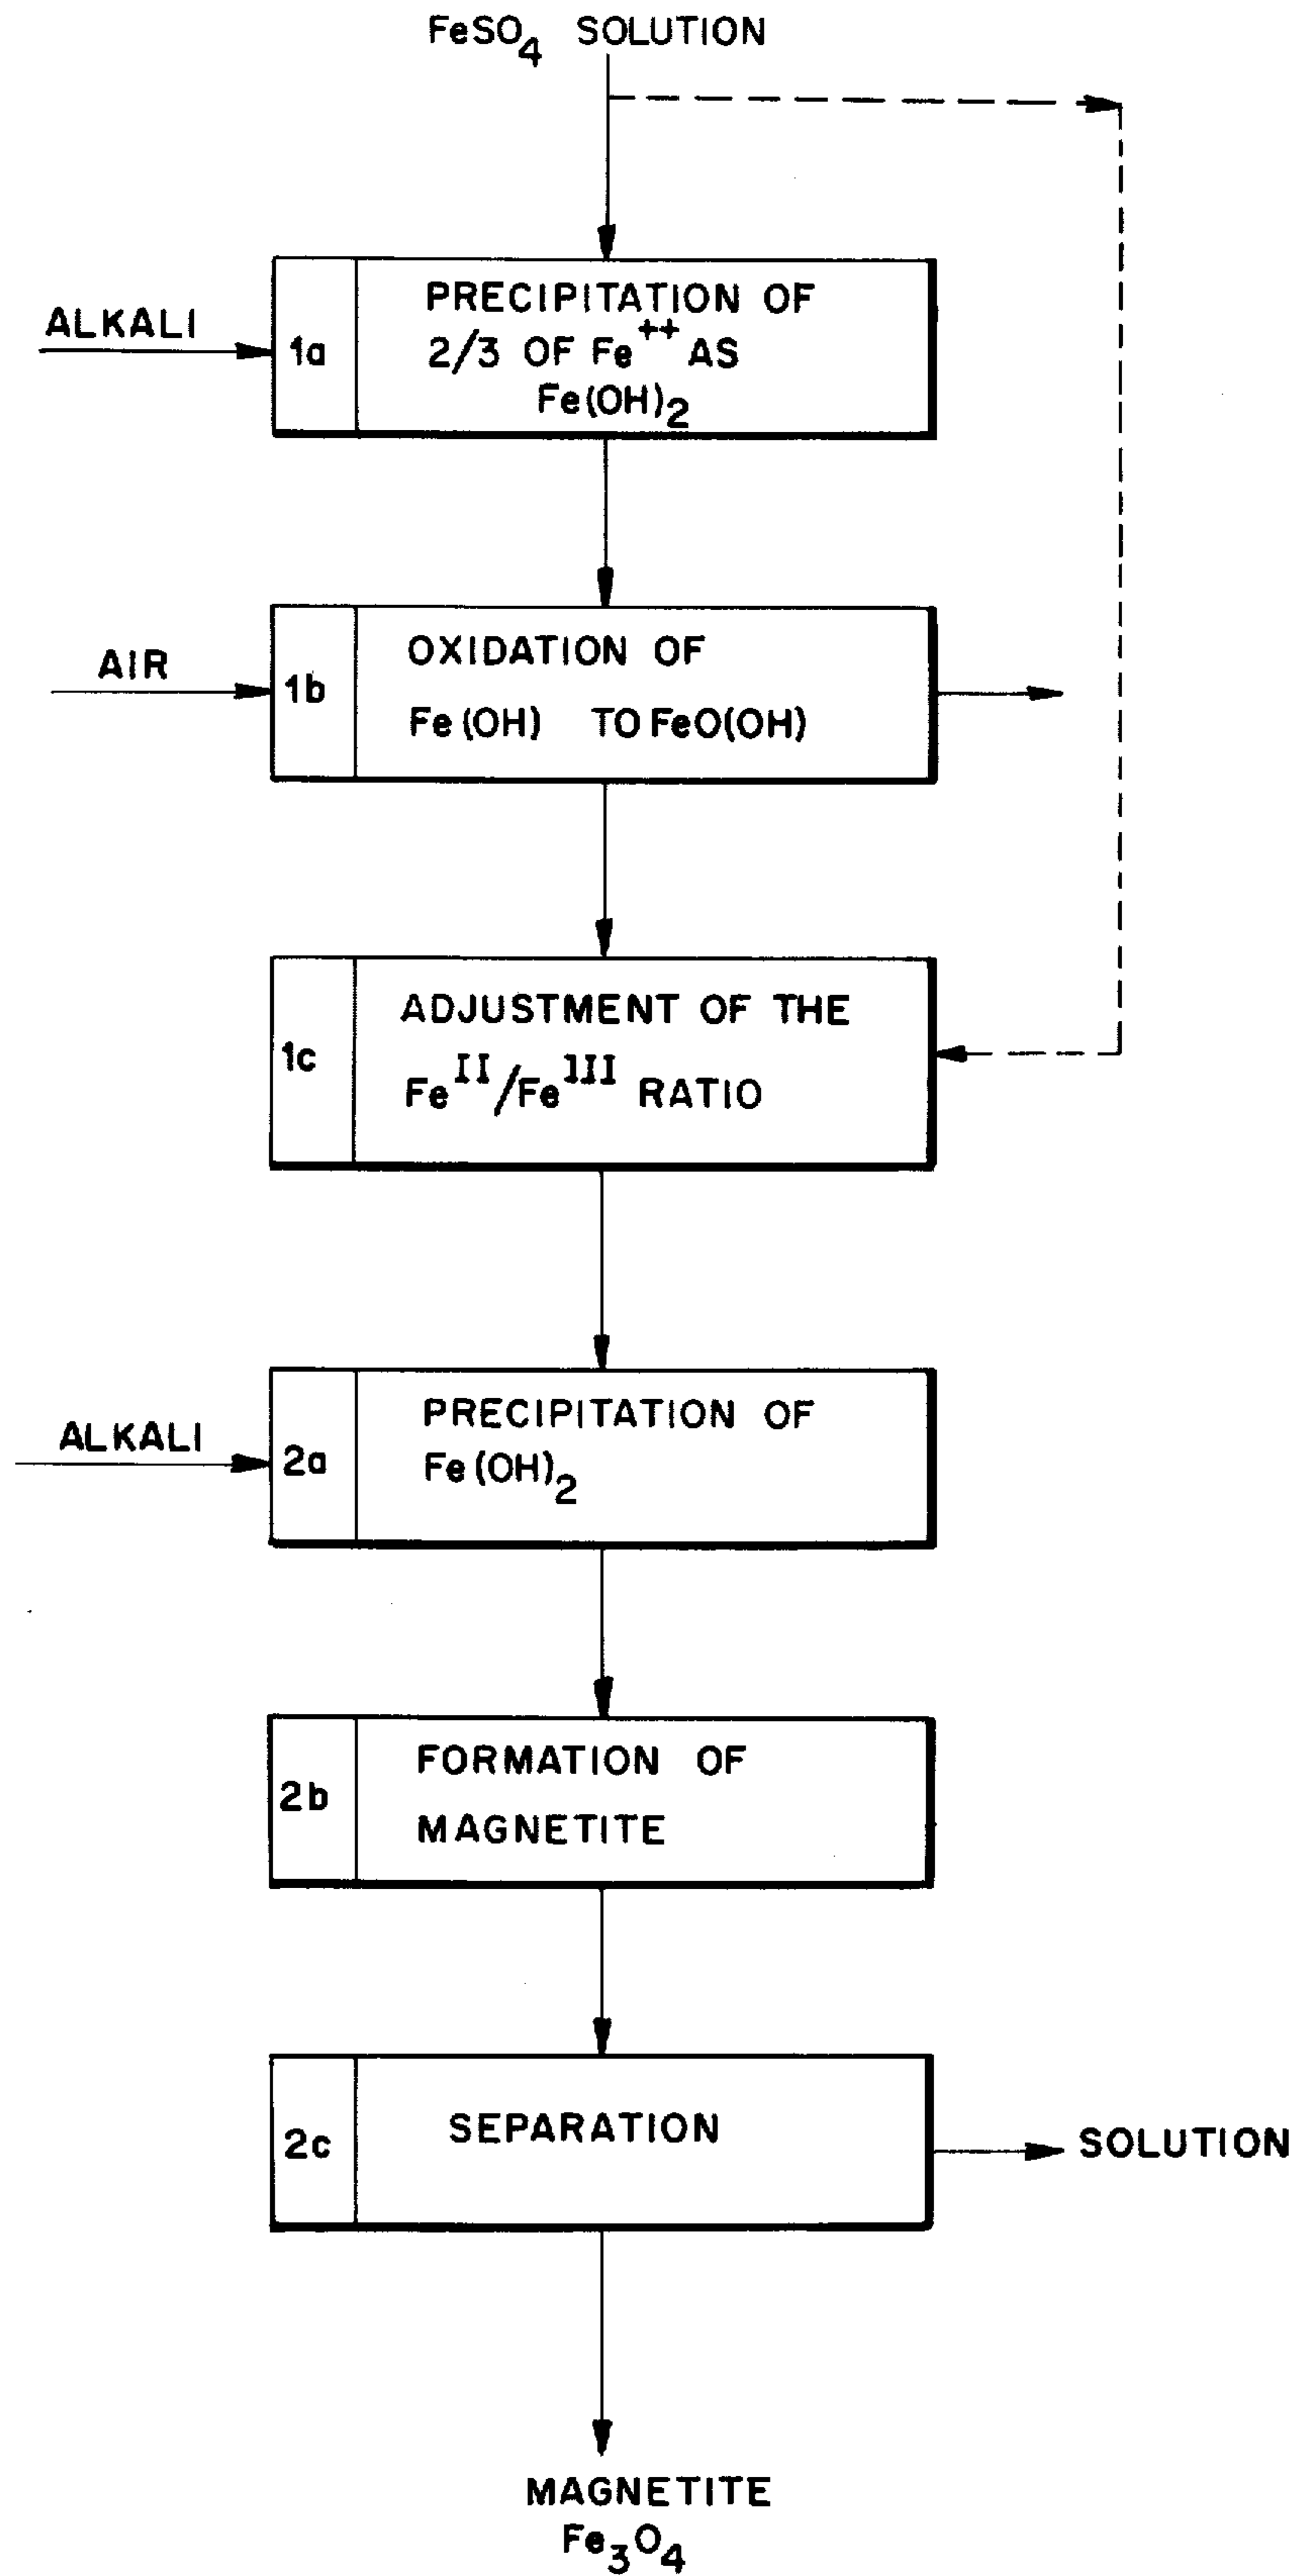 FeSO₄ SOLUTION
ALKALI
1a
PRECIPITATION OF
2/3 OF Fe⁺⁺ AS
Fe(OH)₂
AIR
1b
OXIDATION OF
Fe(OH) TO FeO(OH)
1c
ADJUSTMENT OF THE
Feᴵᴵ/Feᴵᴵᴵ RATIO
ALKALI
2a
PRECIPITATION OF
Fe(OH)₂
2b
FORMATION OF
MAGNETITE
2c
SEPARATION
SOLUTION
MAGNETITE
Fe₃O₄